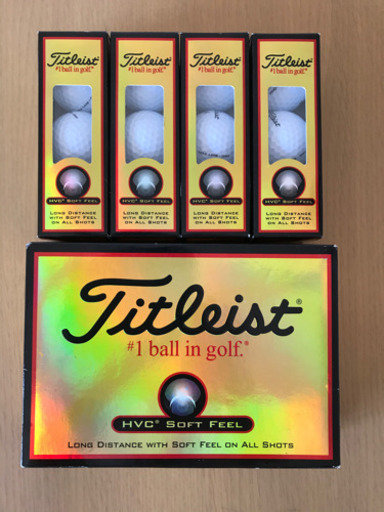 Titleist
#1 ball in golf.
HVC® SOFT FEEL
LONG DISTANCE
WITH SOFT FEEL
ON ALL SHOTS
Titleist
#1 ball in golf.
HVC® SOFT FEEL
LONG DISTANCE
WITH SOFT FEEL
ON ALL SHOTS
Titleist
#1 ball in golf.
HVC® SOFT FEEL
LONG DISTANCE
WITH SOFT FEEL
ON ALL SHOTS
Titleist
#1 ball in golf.
HVC® SOFT FEEL
LONG DISTANCE
WITH SOFT FEEL
ON ALL SHOTS
Titleist®
#1 ball in golf.®
HVC® SOFT FEEL
LONG DISTANCE WITH SOFT FEEL ON ALL SHOTS